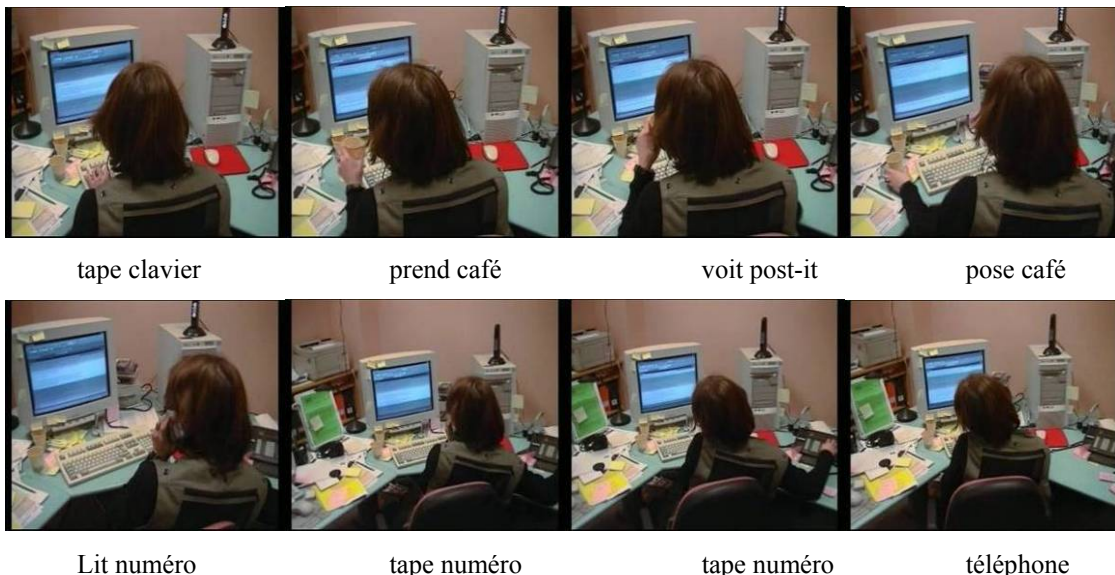 tape clavier prend café voit post-it pose café
Lit numéro tape numéro tape numéro téléphone